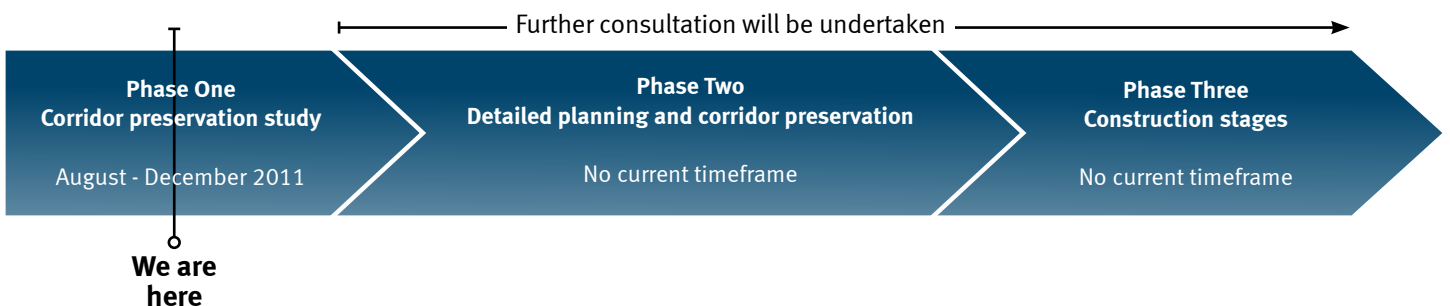 Further consultation will be undertaken
Phase One
Corridor preservation study
August - December 2011
Phase Two
Detailed planning and corridor preservation
No current timeframe
Phase Three
Construction stages
No current timeframe
We are
here